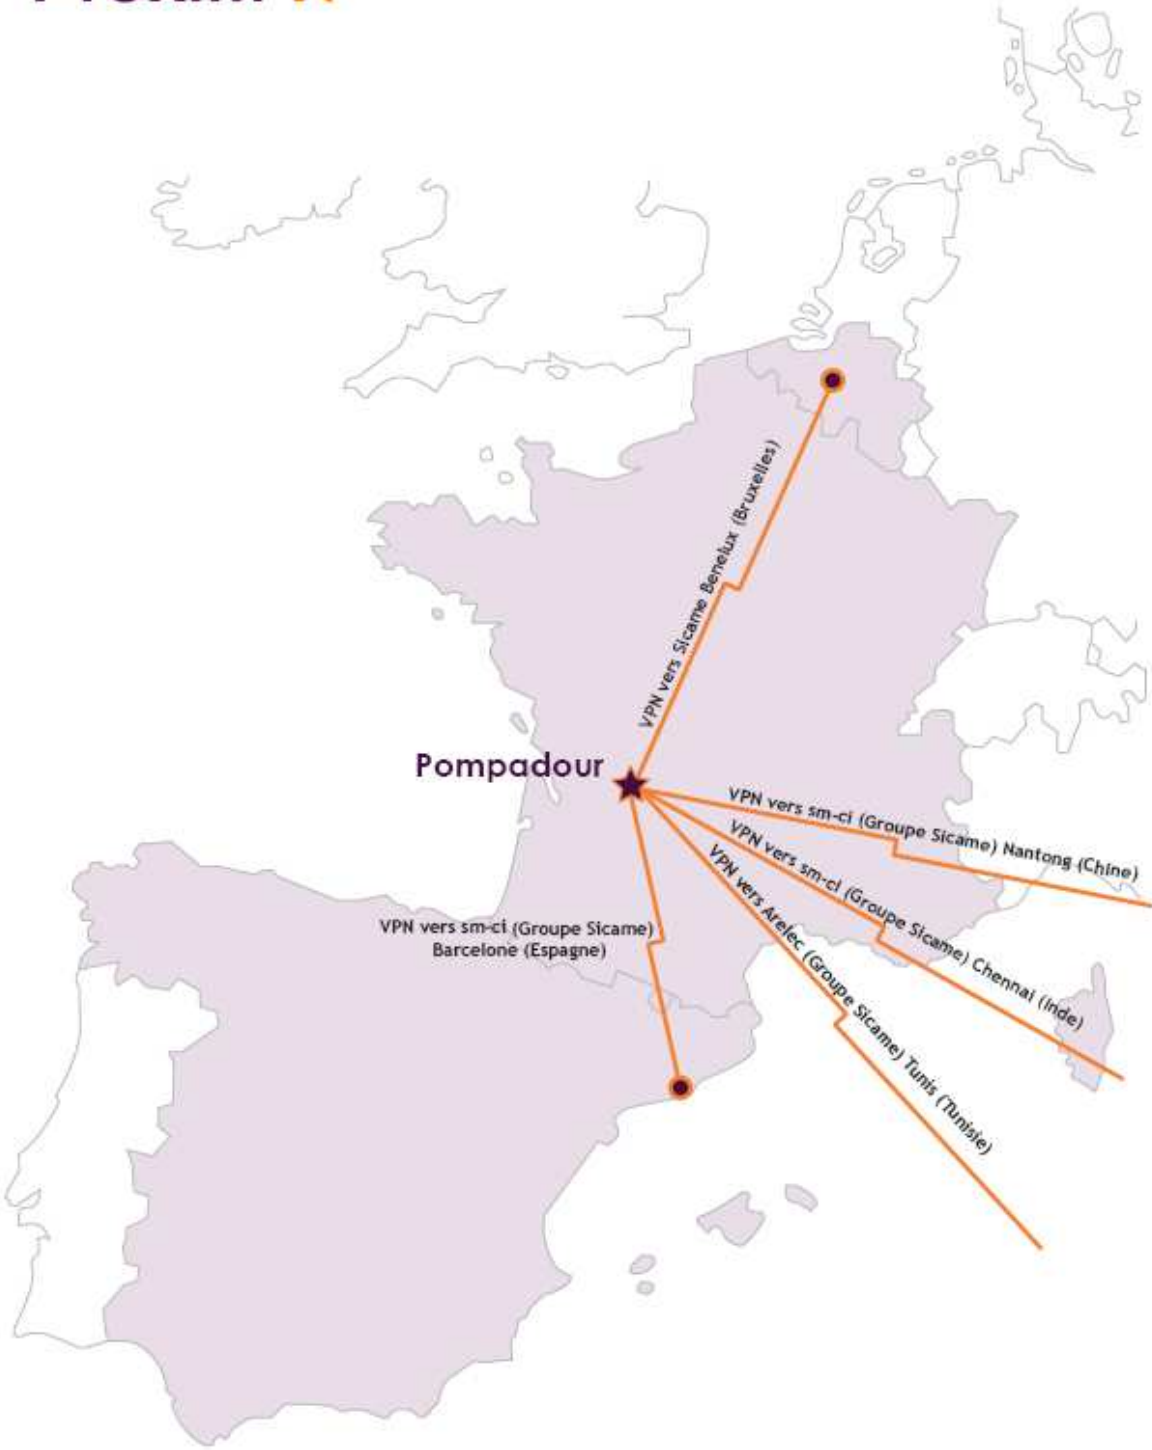 VPN vers Sicame Benelux (Bruxelles)
Pompadour
VPN vers sm-ci (Groupe Sicame) Nantong (Chine)
VPN vers sm-ci (Groupe Sicame) Chennai (Inde)
VPN vers Arelec (Groupe Sicame) Tunis (Tunisie)
VPN vers sm-ci (Groupe Sicame)
Barcelone (Espagne)